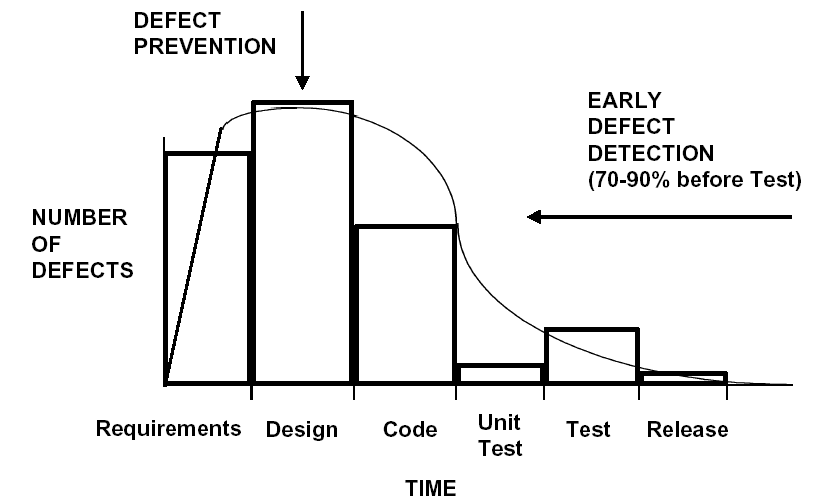 DEFECT
PREVENTION
EARLY
DEFECT
DETECTION
(70-90% before Test)
NUMBER
OF
DEFECTS
Requirements
Design
Code
Unit
Test
Test
Release
TIME